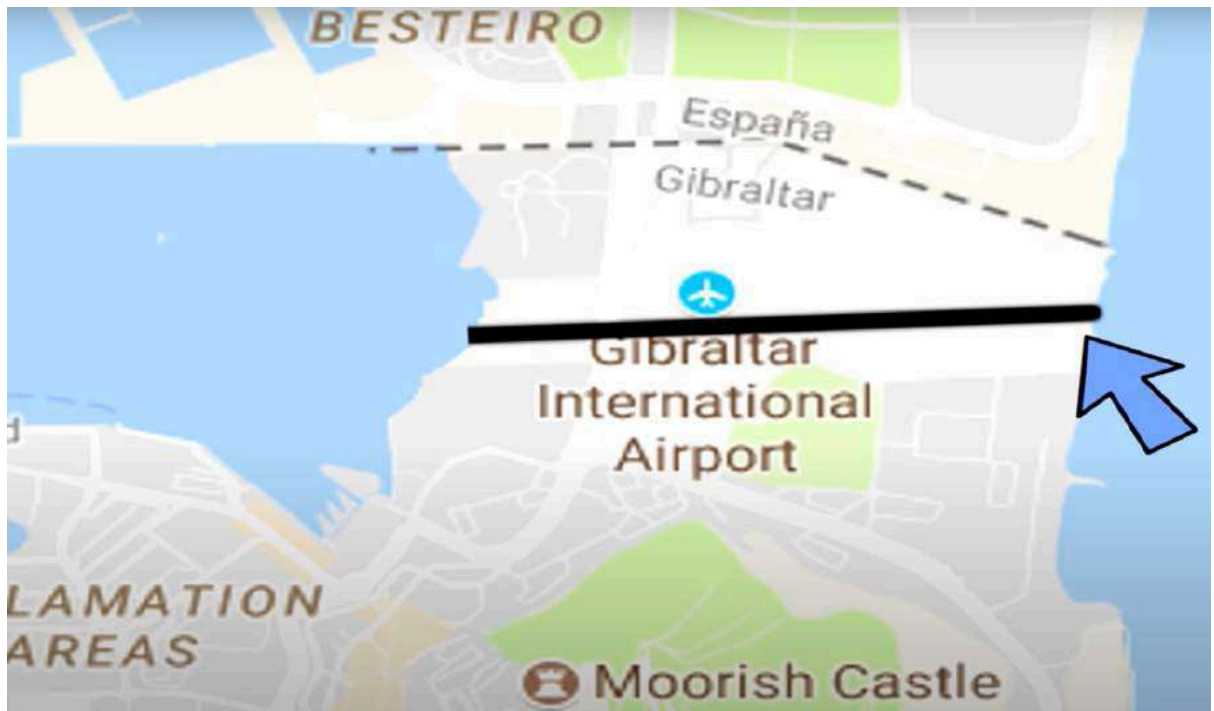 BESTEIRO
España
Gibraltar
Gibraltar
International
Airport
d
LAMATION
AREAS
Moorish Castle